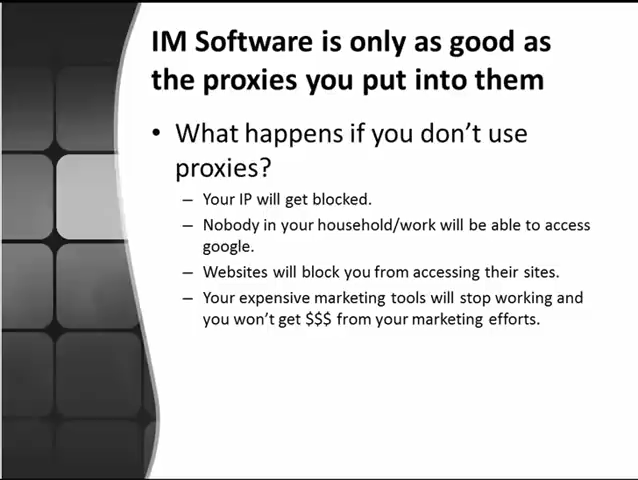 IM Software is only as good as
the proxies you put into them
• What happens if you don't use
proxies?
– Your IP will get blocked.
– Nobody in your household/work will be able to access
google.
– Websites will block you from accessing their sites.
– Your expensive marketing tools will stop working and
you won't get $$$ from your marketing efforts.